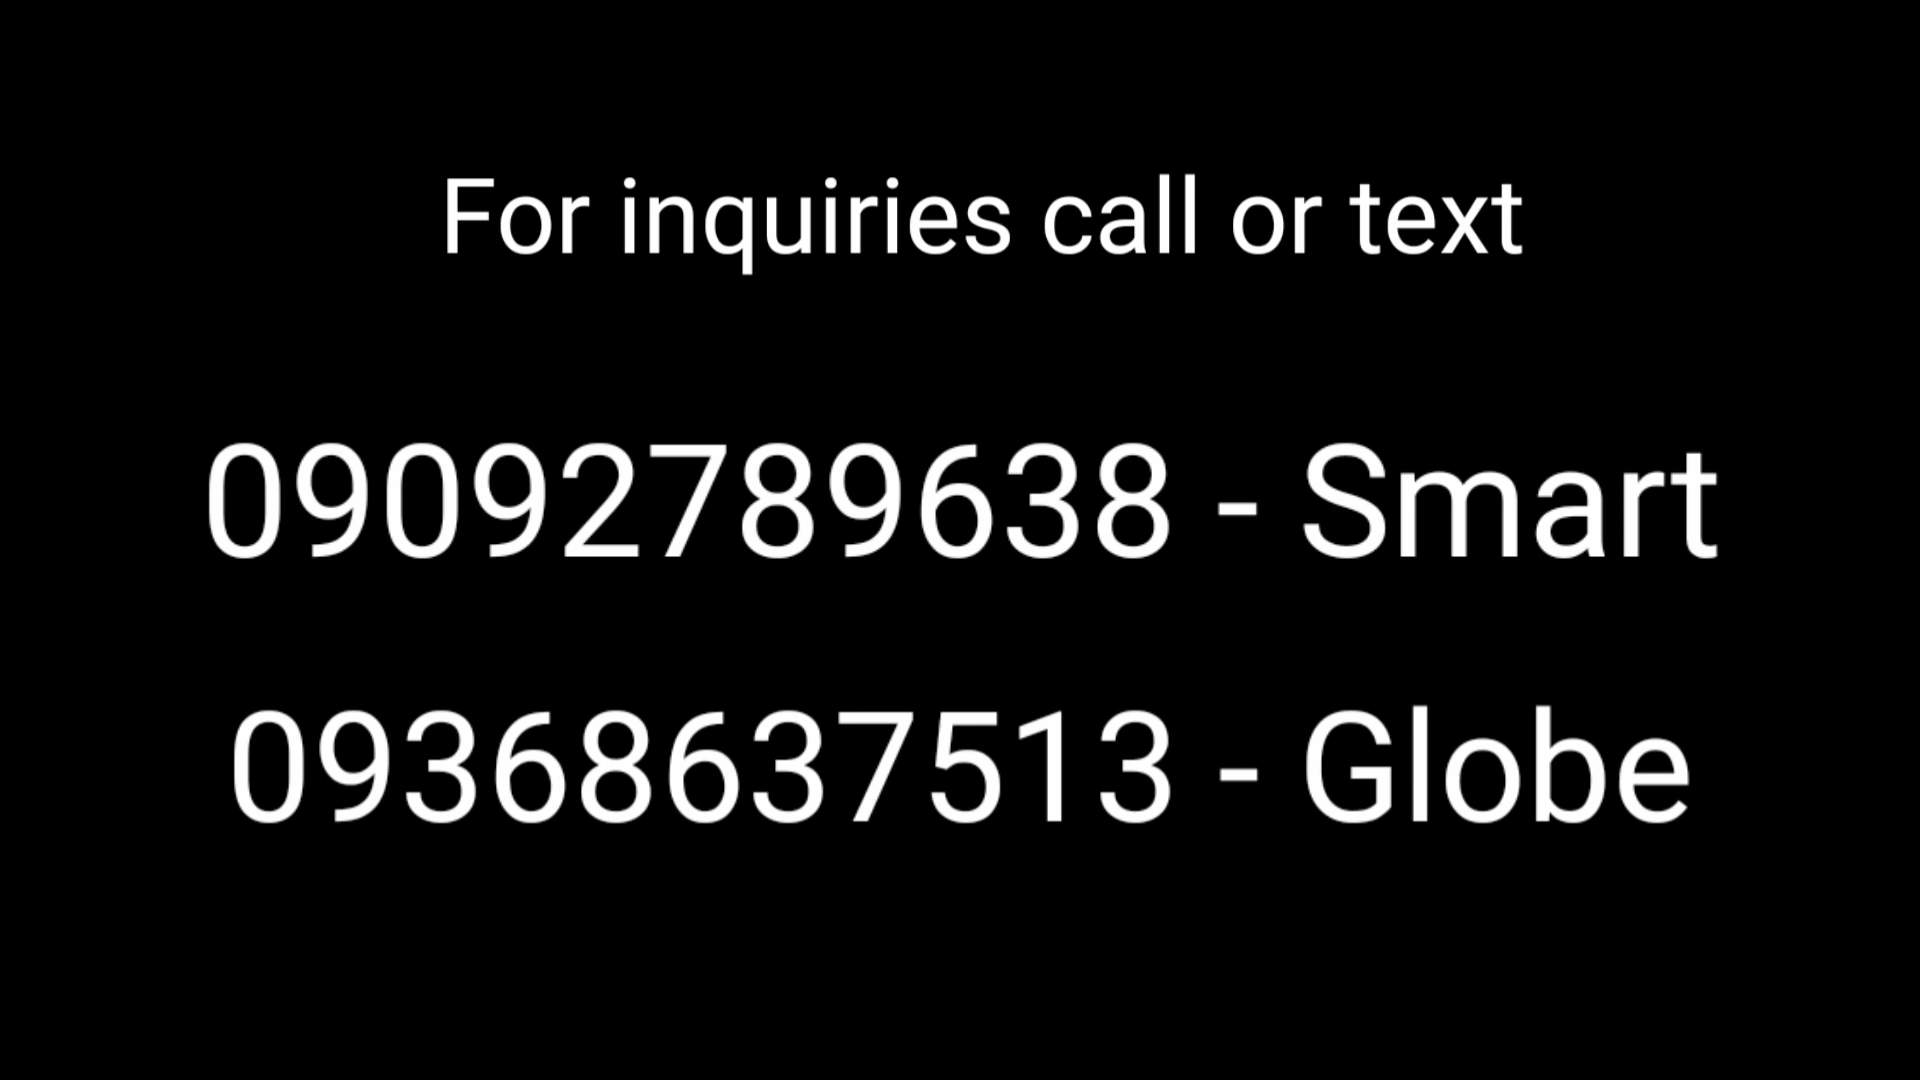 For inquiries call or text
09092789638 - Smart
09368637513 - Globe